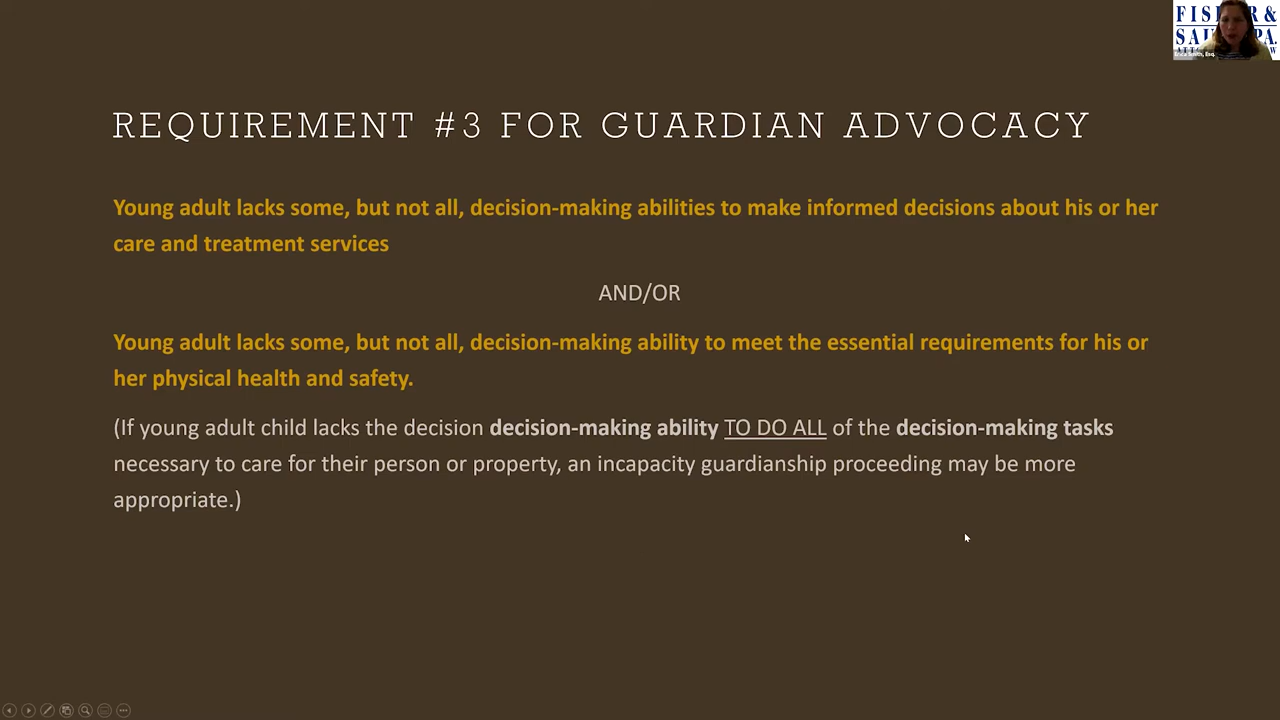 FIS R &
SAU PA.
REQUIREMENT #3 FOR GUARDIAN ADVOCACY
Young adult lacks some, but not all, decision-making abilities to make informed decisions about his or her
care and treatment services
AND/OR
Young adult lacks some, but not all, decision-making ability to meet the essential requirements for his or
her physical health and safety.
(If young adult child lacks the decision decision-making ability TO DO ALL of the decision-making tasks
necessary to care for their person or property, an incapacity guardianship proceeding may be more
appropriate.)